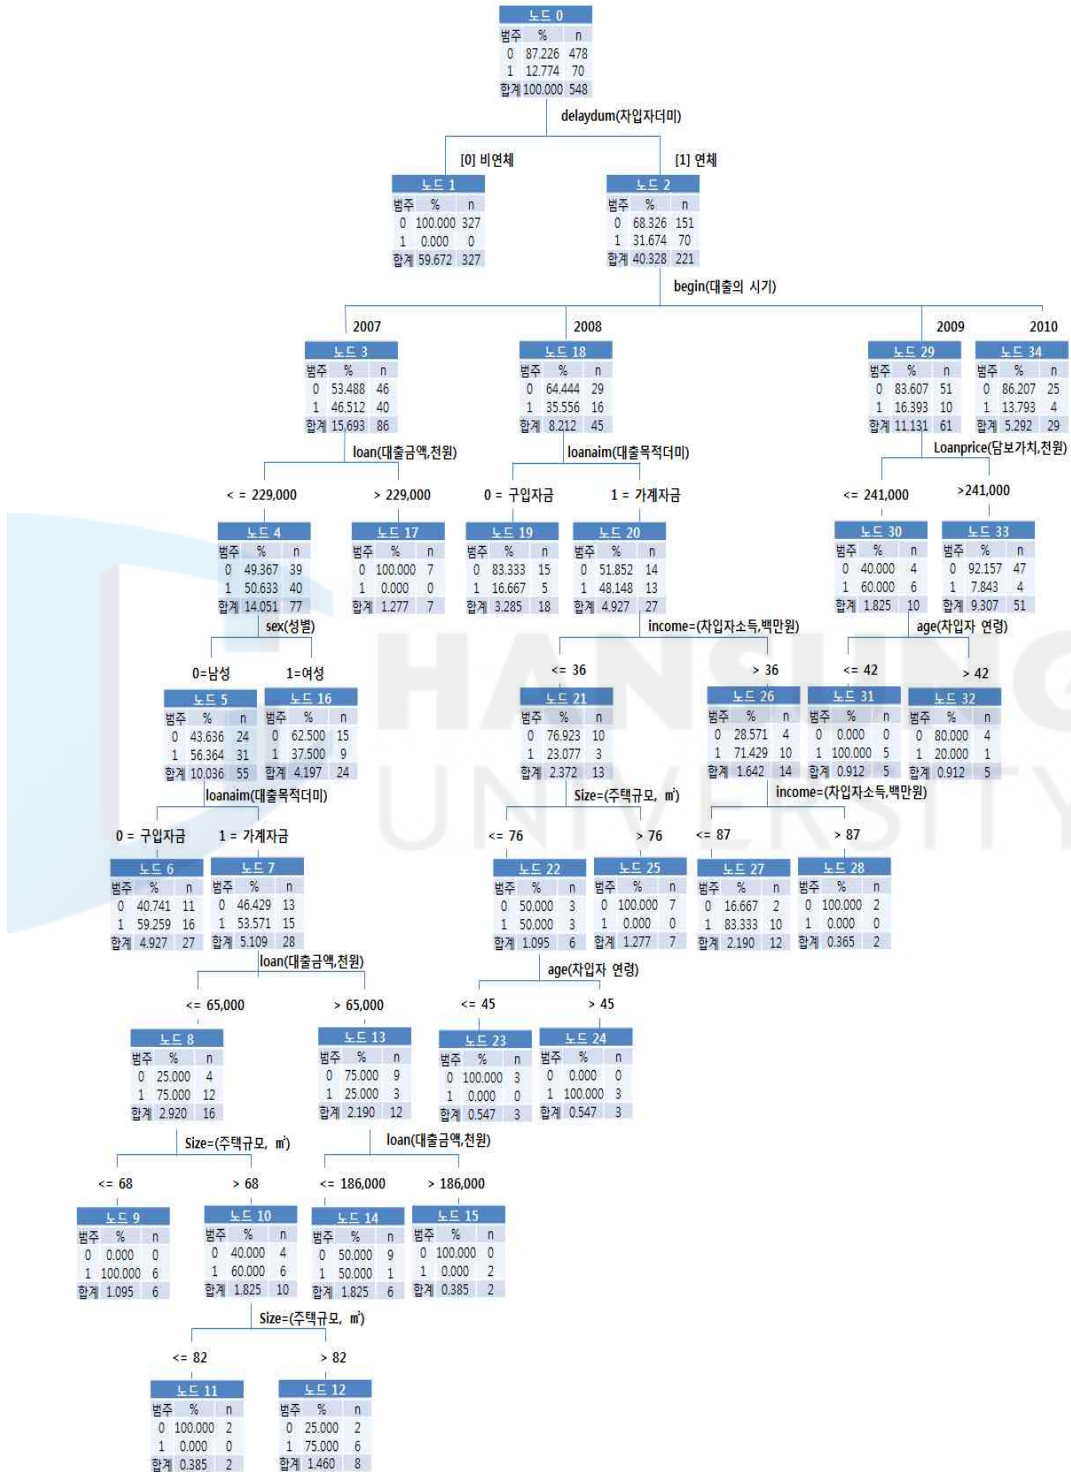 노드 0
범주 % n
0 87.226 478
1 12.774 70
합계 100.000 548
delaydum(차입자더미)
[0] 비연체 [1] 연체
노드 1
범주 % n
0 100.000 327
1 0.000 0
합계 59.672 327
노드 2
범주 % n
0 68.326 151
1 31.674 70
합계 40.328 221
begin(대출의 시기)
2007 2008 2009 2010
노드 3
범주 % n
0 53.488 46
1 46.512 40
합계 15.693 86
노드 18
범주 % n
0 64.444 29
1 35.556 16
합계 8.212 45
노드 29
범주 % n
0 83.607 51
1 16.393 10
합계 11.131 61
노드 34
범주 % n
0 86.207 25
1 13.793 4
합계 5.292 29
loan(대출금액,천원) loanaim(대출목적더미) Loanprice(담보가치,천원)
< = 229,000 > 229,000 0 = 구입자금 1 = 가계자금 <= 241,000 >241,000
노드 4
범주 % n
0 49.367 39
1 50.633 40
합계 14.051 77
노드 17
범주 % n
0 100.000 7
1 0.000 0
합계 1.277 7
노드 19
범주 % n
0 83.333 15
1 16.667 5
합계 3.285 18
노드 20
범주 % n
0 51.852 14
1 48.148 13
합계 4.927 27
노드 30
범주 % n
0 40.000 4
1 60.000 6
합계 1.825 10
노드 33
범주 % n
0 92.157 47
1 7.843 4
합계 9.307 51
sex(성별) income=(차입자소득,백만원) age(차입자 연령)
0=남성 1=여성 <= 36 > 36 <= 42 > 42
노드 5
범주 % n
0 43.636 24
1 56.364 31
합계 10.036 55
노드 16
범주 % n
0 62.500 15
1 37.500 9
합계 4.197 24
노드 21
범주 % n
0 76.923 10
1 23.077 3
합계 2.372 13
노드 26
범주 % n
0 28.571 4
1 71.429 10
합계 1.642 14
노드 31
범주 % n
0 0.000 0
1 100.000 5
합계 0.912 5
노드 32
범주 % n
0 80.000 4
1 20.000 1
합계 0.912 5
HANSUNG
UNIVERSITY
loanaim(대출목적더미) Size=(주택규모, ㎡) income=(차입자소득,백만원)
0 = 구입자금 1 = 가계자금 <= 76 > 76 <= 87 > 87
노드 6
범주 % n
0 40.741 11
1 59.259 16
합계 4.927 27
노드 7
범주 % n
0 46.429 13
1 53.571 15
합계 5.109 28
노드 22
범주 % n
0 50.000 3
1 50.000 3
합계 1.095 6
노드 25
범주 % n
0 100.000 7
1 0.000 0
합계 1.277 7
노드 27
범주 % n
0 16.667 2
1 83.333 10
합계 2.190 12
노드 28
범주 % n
0 100.000 2
1 0.000 0
합계 0.365 2
loan(대출금액,천원) age(차입자 연령)
<= 65,000 > 65,000 <= 45 > 45
노드 8
범주 % n
0 25.000 4
1 75.000 12
합계 2.920 16
노드 13
범주 % n
0 75.000 9
1 25.000 3
합계 2.190 12
노드 23
범주 % n
0 100.000 3
1 0.000 0
합계 0.547 3
노드 24
범주 % n
0 0.000 0
1 100.000 3
합계 0.547 3
Size=(주택규모, ㎡) loan(대출금액,천원)
<= 68 > 68 <= 186,000 > 186,000
노드 9
범주 % n
0 0.000 0
1 100.000 6
합계 1.095 6
노드 10
범주 % n
0 40.000 4
1 60.000 6
합계 1.825 10
노드 14
범주 % n
0 50.000 9
1 50.000 1
합계 1.825 6
노드 15
범주 % n
0 100.000 0
1 0.000 2
합계 0.385 2
Size=(주택규모, ㎡)
<= 82 > 82
노드 11
범주 % n
0 100.000 2
1 0.000 0
합계 0.385 2
노드 12
범주 % n
0 25.000 2
1 75.000 6
합계 1.460 8